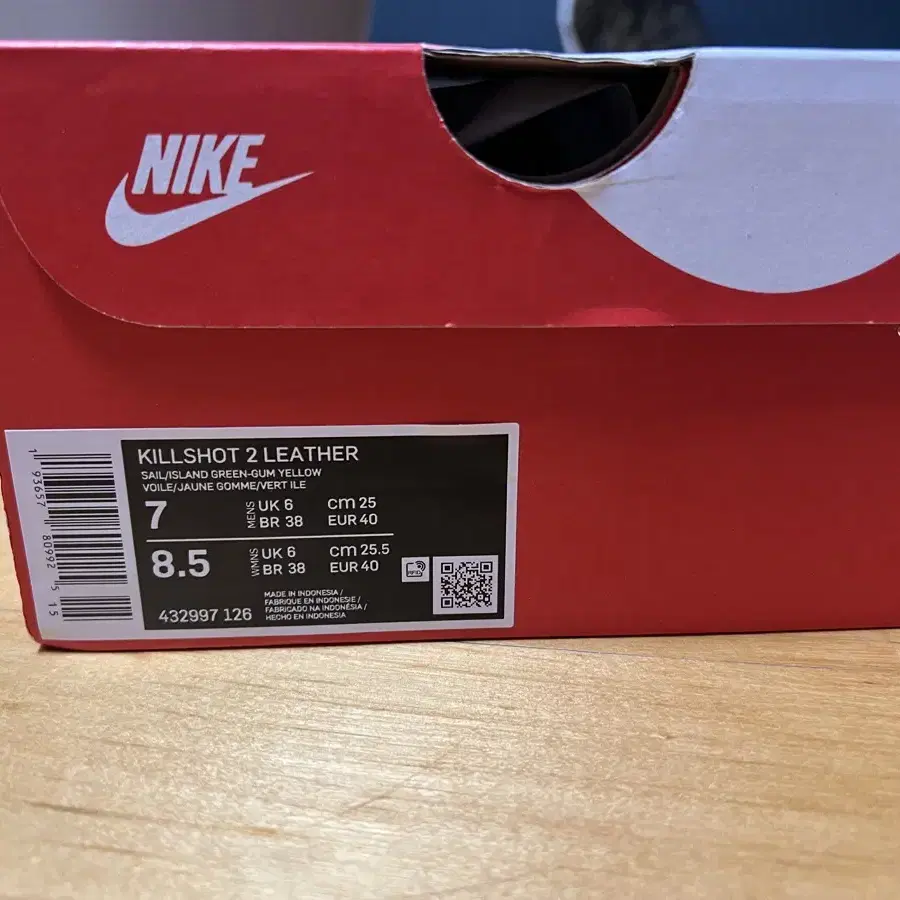 NIKE
KILLSHOT 2 LEATHER
SAIL/ISLAND GREEN-GUM YELLOW
VOILE/JAUNE GOMME/VERT ILE
7 MENS UK 6 CM 25
BR 38 EUR 40
8.5 WMNS UK 6 CM 25.5
BR 38 EUR 40
RFID
432997 126
MADE IN INDONESIA /
FABRIQUE EN INDONESIE /
FABRICADO NA INDONÉSIA /
HECHO EN INDONESIA
1 93657 80992 5 15